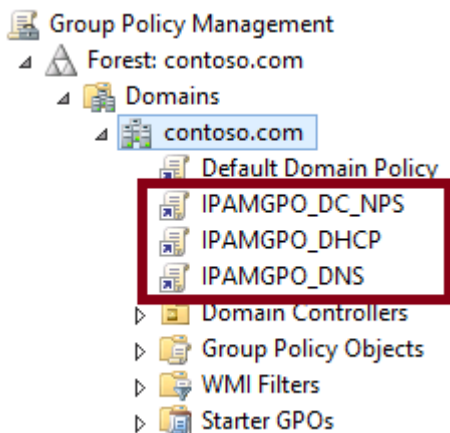 Group Policy Management
Forest: contoso.com
Domains
contoso.com
Default Domain Policy
IPAMGPO_DC_NPS
IPAMGPO_DHCP
IPAMGPO_DNS
Domain Controllers
Group Policy Objects
WMI Filters
Starter GPOs